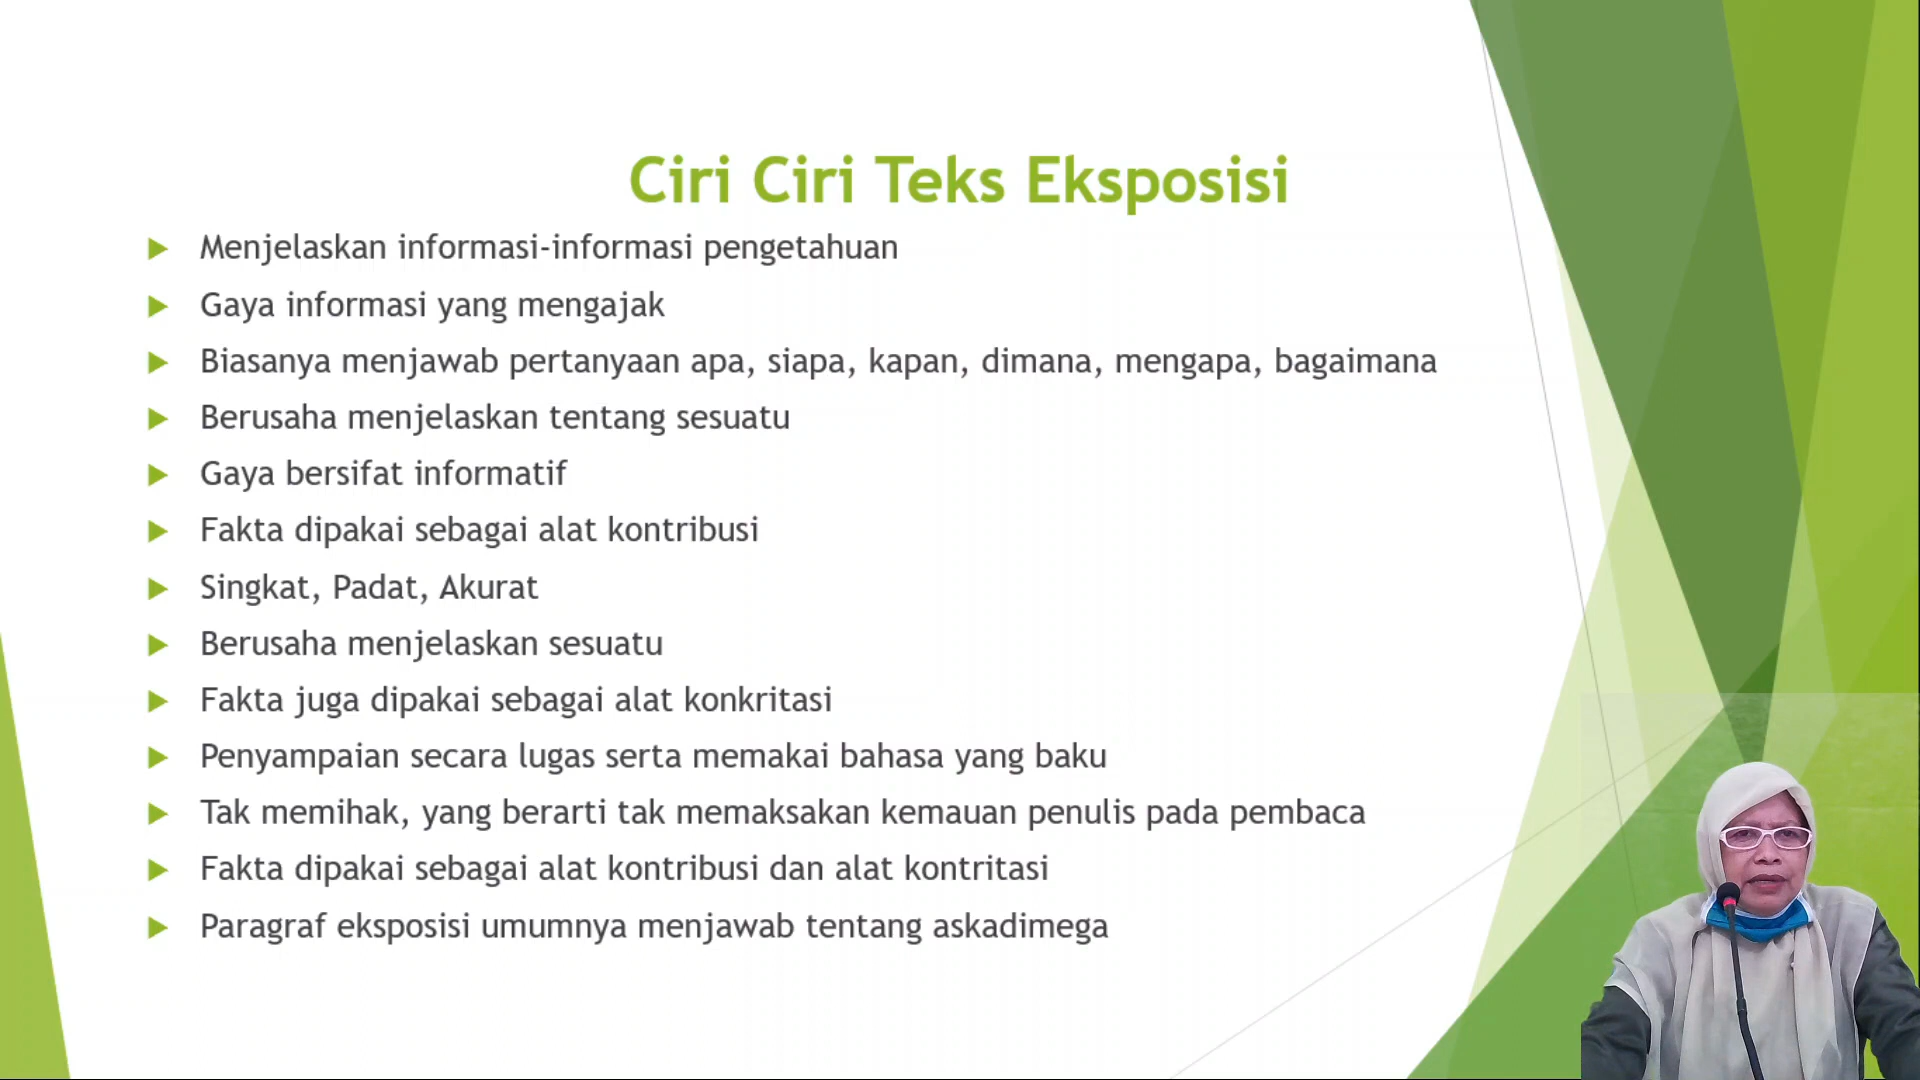 Ciri Ciri Teks Eksposisi
Menjelaskan informasi-informasi pengetahuan
Gaya informasi yang mengajak
Biasanya menjawab pertanyaan apa, siapa, kapan, dimana, mengapa, bagaimana
Berusaha menjelaskan tentang sesuatu
Gaya bersifat informatif
Fakta dipakai sebagai alat kontribusi
Singkat, Padat, Akurat
Berusaha menjelaskan sesuatu
Fakta juga dipakai sebagai alat konkritasi
Penyampaian secara lugas serta memakai bahasa yang baku
Tak memihak, yang berarti tak memaksakan kemauan penulis pada pembaca
Fakta dipakai sebagai alat kontribusi dan alat kontritasi
Paragraf eksposisi umumnya menjawab tentang askadimega